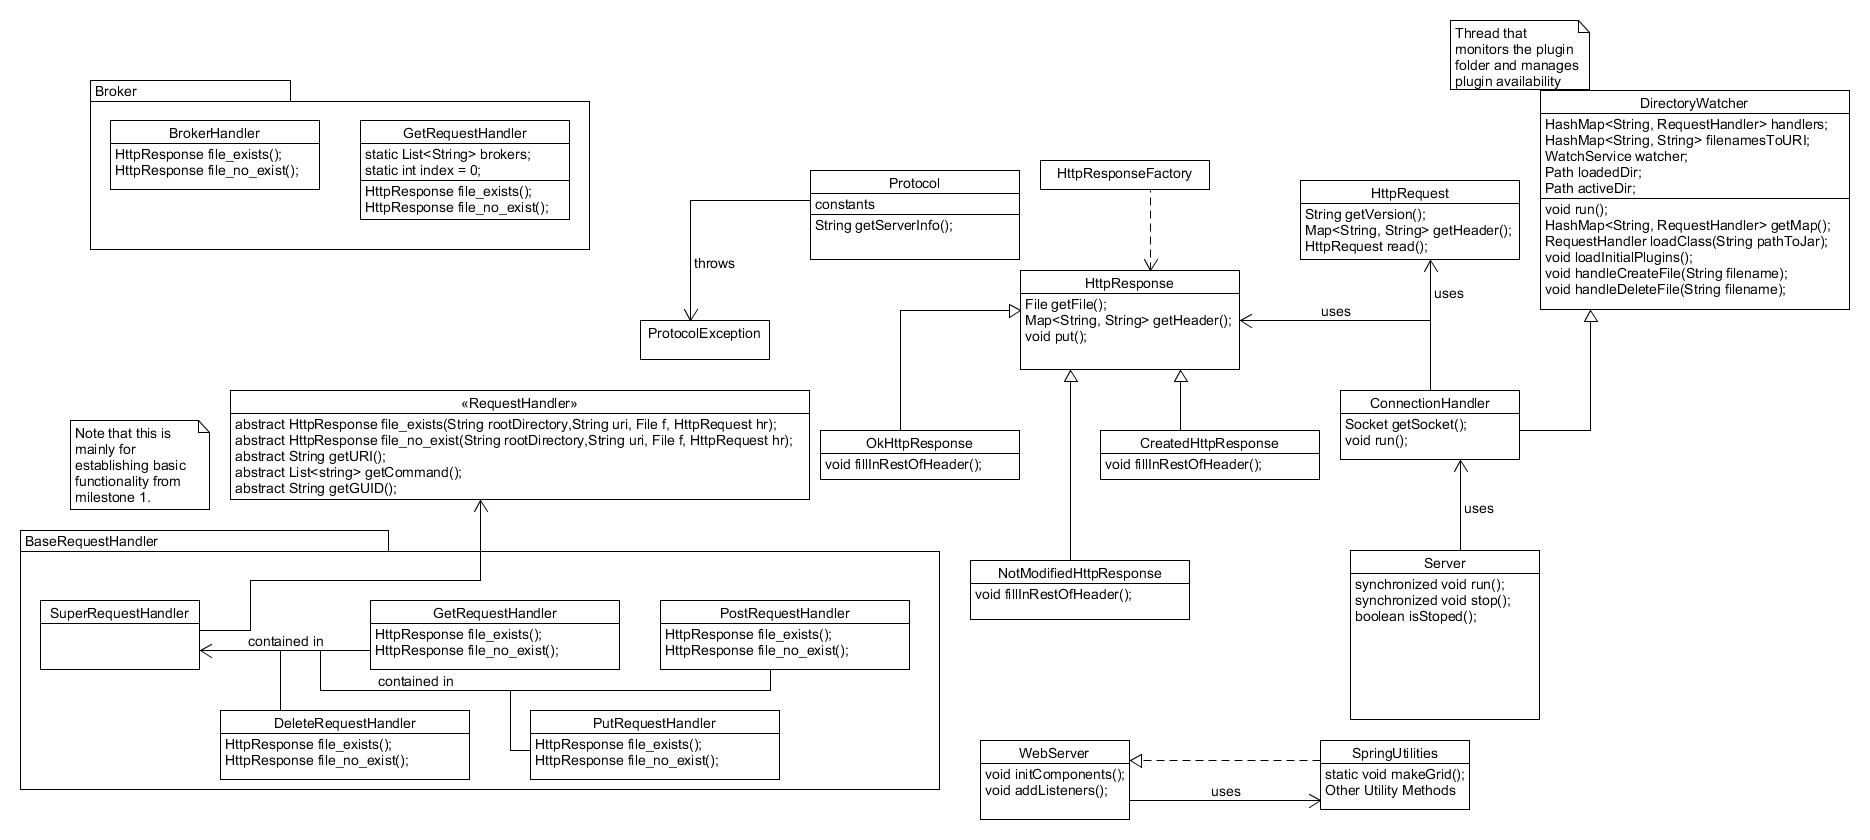 Thread that
monitors the plugin
folder and manages
plugin availability
Broker
BrokerHandler
HttpResponse file_exists();
HttpResponse file_no_exist();
GetRequestHandler
static List<String> brokers;
static int index = 0;
HttpResponse file_exists();
HttpResponse file_no_exist();
DirectoryWatcher
HashMap<String, RequestHandler> handlers;
HashMap<String, String> filenamesToURI;
WatchService watcher;
Path loadedDir;
Path activeDir;
void run();
HashMap<String, RequestHandler> getMap();
RequestHandler loadClass(String pathToJar);
void loadInitialPlugins();
void handleCreateFile(String filename);
void handleDeleteFile(String filename);
Protocol
constants
String getServerInfo();
HttpResponseFactory
HttpRequest
String getVersion();
Map<String, String> getHeader();
HttpRequest read();
throws
ProtocolException
HttpResponse
File getFile();
Map<String, String> getHeader();
void put();
uses
uses
«RequestHandler»
abstract HttpResponse file_exists(String rootDirectory,String uri, File f, HttpRequest hr);
abstract HttpResponse file_no_exist(String rootDirectory,String uri, File f, HttpRequest hr);
abstract String getURI();
abstract List<string> getCommand();
abstract String getGUID();
Note that this is
mainly for
establishing basic
functionality from
milestone 1.
OkHttpResponse
void fillInRestOfHeader();
CreatedHttpResponse
void fillInRestOfHeader();
ConnectionHandler
Socket getSocket();
void run();
uses
BaseRequestHandler
SuperRequestHandler
GetRequestHandler
HttpResponse file_exists();
HttpResponse file_no_exist();
PostRequestHandler
HttpResponse file_exists();
HttpResponse file_no_exist();
contained in
contained in
DeleteRequestHandler
HttpResponse file_exists();
HttpResponse file_no_exist();
PutRequestHandler
HttpResponse file_exists();
HttpResponse file_no_exist();
NotModifiedHttpResponse
void fillInRestOfHeader();
Server
synchronized void run();
synchronized void stop();
boolean isStoped();
WebServer
void initComponents();
void addListeners();
uses
SpringUtilities
static void makeGrid();
Other Utility Methods